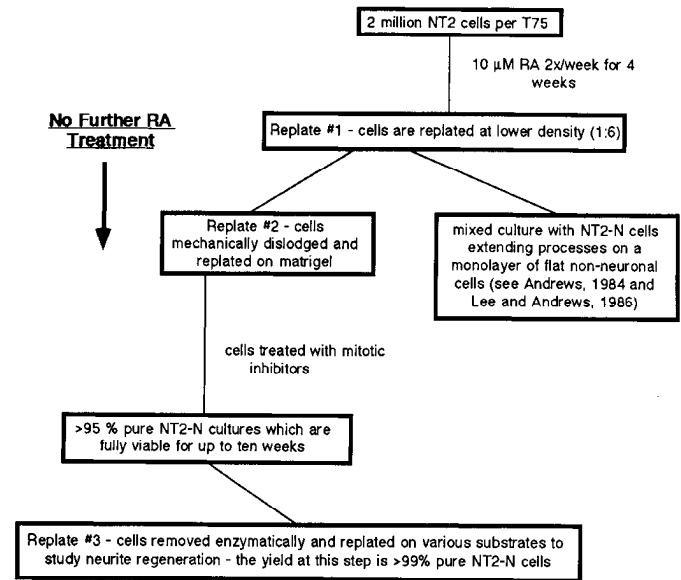 2 million NT2 cells per T75
10 µM RA 2x/week for 4
weeks
No Further RA
Treatment
Replate #1 - cells are replated at lower density (1:6)
Replate #2 - cells
mechanically dislodged and
replated on matrigel
mixed culture with NT2-N cells
extending processes on a
monolayer of flat non-neuronal
cells (see Andrews, 1984 and
Lee and Andrews, 1986)
cells treated with mitotic
inhibitors
>95 % pure NT2-N cultures which are
fully viable for up to ten weeks
Replate #3 - cells removed enzymatically and replated on various substrates to
study neurite regeneration - the yield at this step is >99% pure NT2-N cells